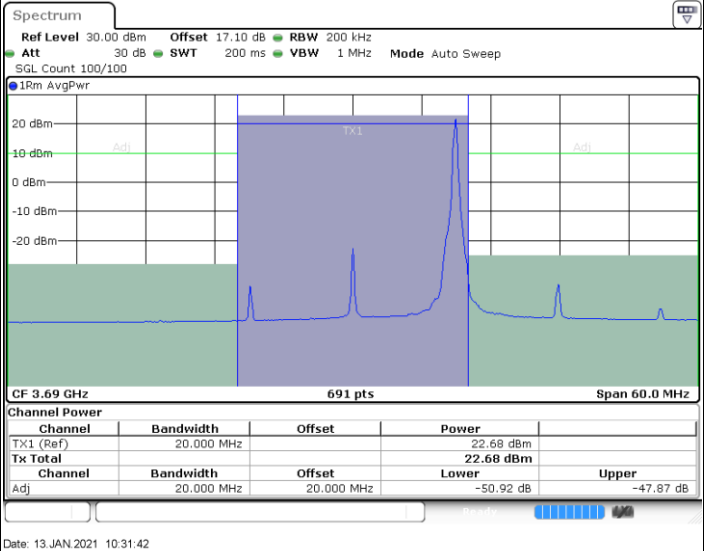 Spectrum
Ref Level 30.00 dBm Offset 17.10 dB RBW 200 kHz
Att 30 dB SWT 200 ms VBW 1 MHz Mode Auto Sweep
SGL Count 100/100
1Rm AvgPwr
20 dBm
TX1
Adj Adj
10 dBm
0 dBm
-10 dBm
-20 dBm
CF 3.69 GHz 691 pts Span 60.0 MHz
Channel Power
Channel Bandwidth Offset Power
TX1 (Ref) 20.000 MHz 22.68 dBm
Tx Total 22.68 dBm
Channel Bandwidth Offset Lower Upper
Adj 20.000 MHz 20.000 MHz -50.92 dB -47.87 dB
Ready
Date: 13.JAN.2021 10:31:42